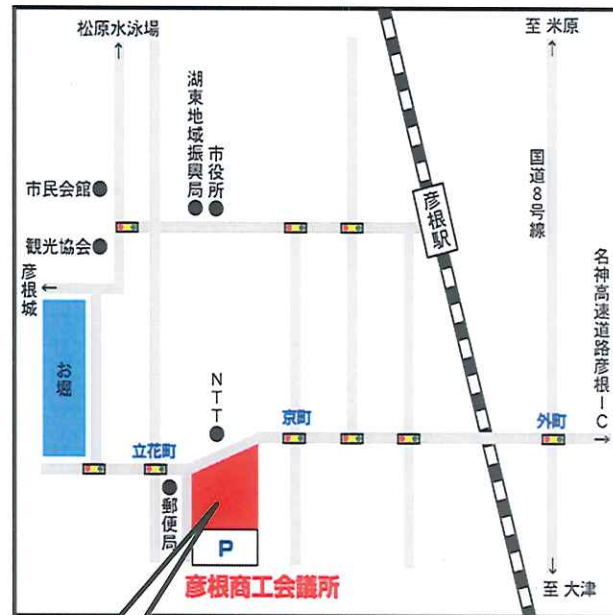 松原水泳場
至 米原
湖東地域振興局
市役所
国道8号線
市民会館
彦根駅
観光協会
彦根城
名神高速道路彦根IC
お堀
NTT
京町
外町
立花町
郵便局
P
彦根商工会議所
至 大津